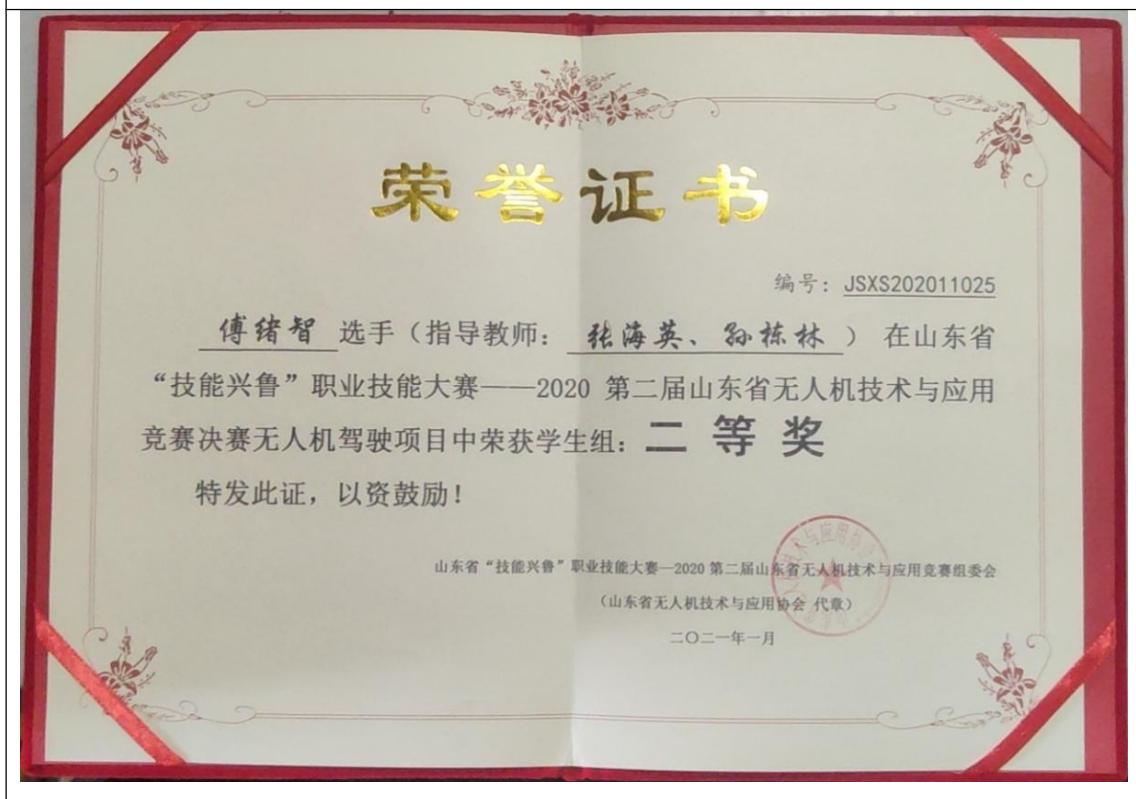 荣誉证书
编号：JSXS202011025
傅绪智 选手（指导教师：张海英、孙栋林）在山东省
“技能兴鲁”职业技能大赛——2020 第二届山东省无人机技术与应用
竞赛决赛无人机驾驶项目中荣获学生组：二等奖
特发此证，以资鼓励！
山东省“技能兴鲁”职业技能大赛—2020 第二届山东省无人机技术与应用竞赛组委会
（山东省无人机技术与应用协会 代章）
二〇二一年一月